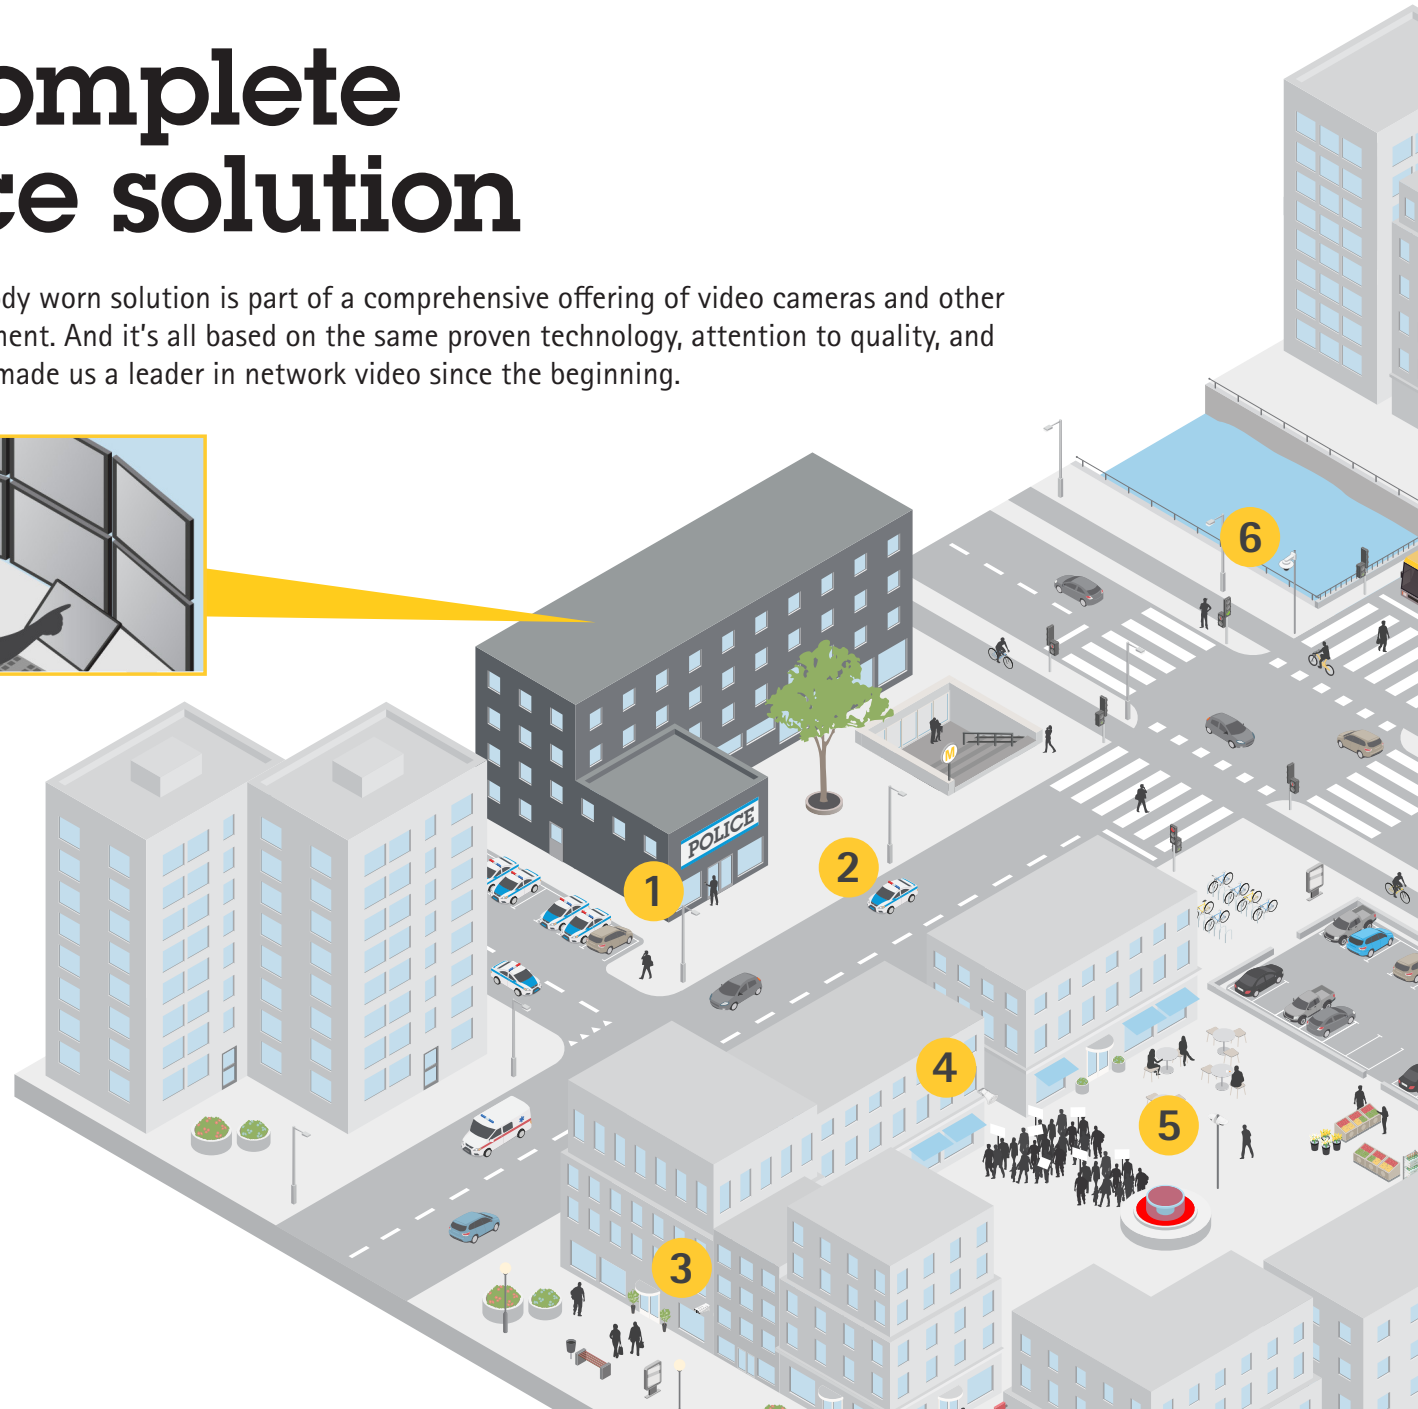 omplete
ce solution
dy worn solution is part of a comprehensive offering of video cameras and other
ment. And it's all based on the same proven technology, attention to quality, and
made us a leader in network video since the beginning.
6
M
POLICE
1
2
4
5
3